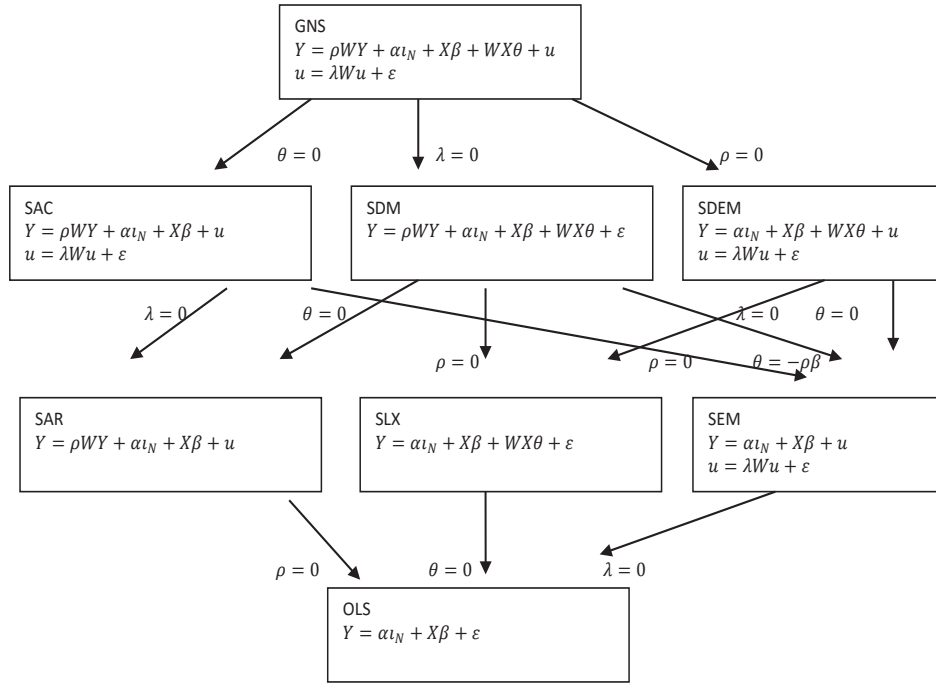 GNS
Y = ρWY + αι_N + Xβ + WXθ + u
u = λWu + ε
θ = 0
λ = 0
ρ = 0
SAC
Y = ρWY + αι_N + Xβ + u
u = λWu + ε
SDM
Y = ρWY + αι_N + Xβ + WXθ + ε
SDEM
Y = αι_N + Xβ + WXθ + u
u = λWu + ε
λ = 0
θ = 0
λ = 0
θ = 0
ρ = 0
ρ = 0
θ = −ρβ
SAR
Y = ρWY + αι_N + Xβ + u
SLX
Y = αι_N + Xβ + WXθ + ε
SEM
Y = αι_N + Xβ + u
u = λWu + ε
ρ = 0
θ = 0
λ = 0
OLS
Y = αι_N + Xβ + ε